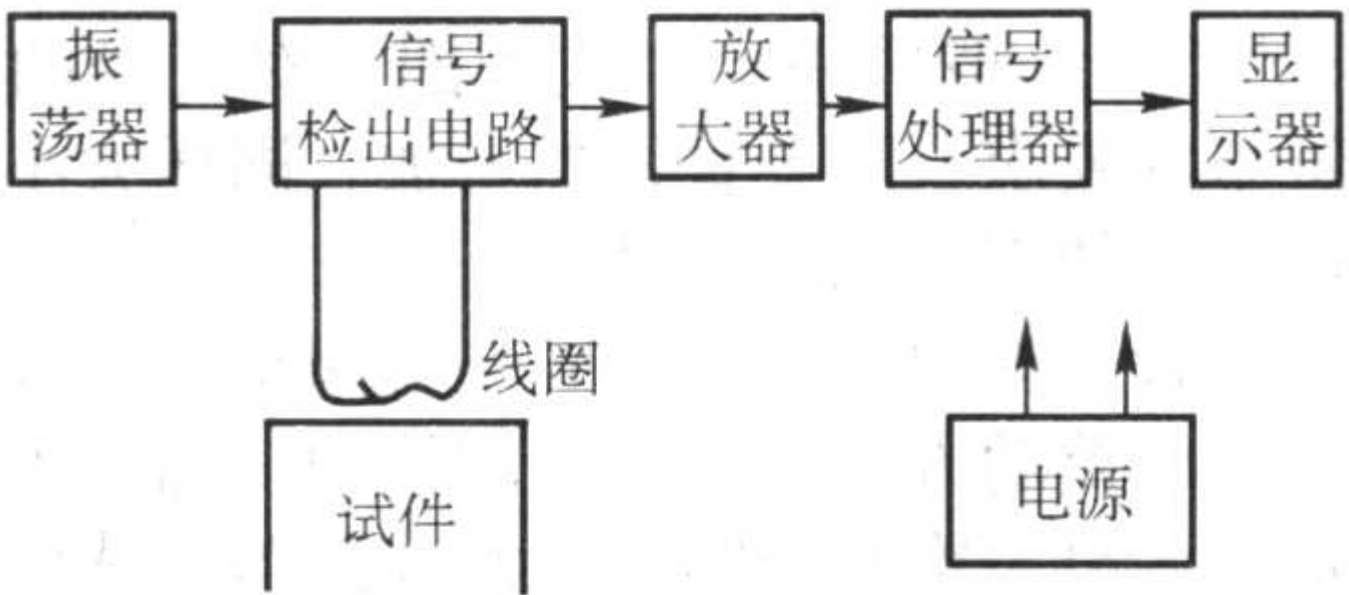 振
荡器
信号
检出电路
放
大器
信号
处理器
显
示器
线圈
试件
电源